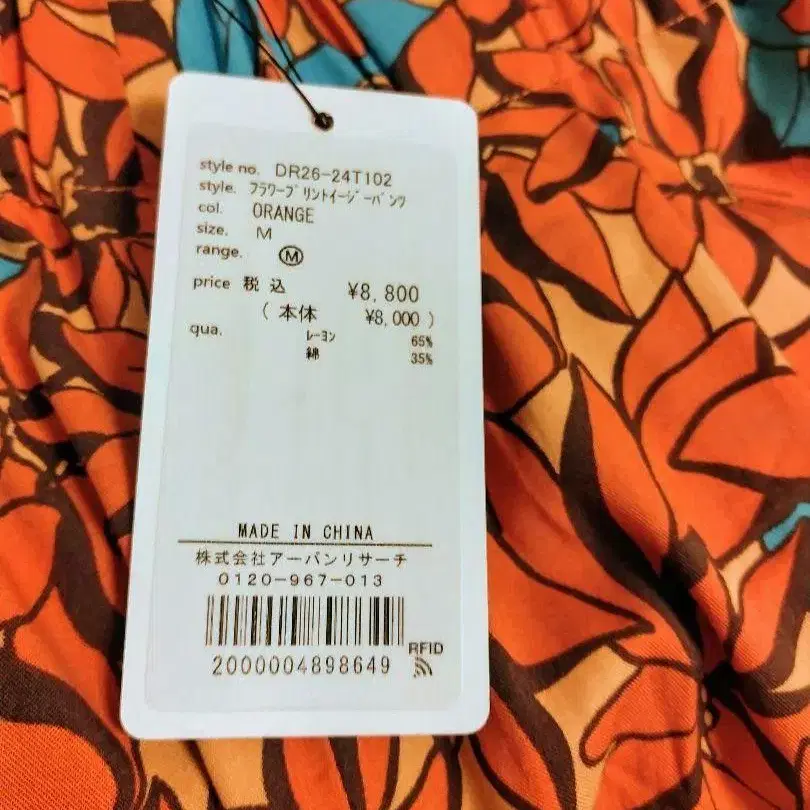 style no. DR26-24T102
style. ﾌﾗﾜｰﾌﾟﾘﾝﾄｲｰｼﾞｰﾊﾟﾝﾂ
col. ORANGE
size. M
range. Ⓜ
price 税込 ¥8,800
( 本体 ¥8,000 )
qua. ﾚｰﾖﾝ 65%
綿 35%
MADE IN CHINA
株式会社アーバンリサーチ
0120-967-013
RFID
2000004898649